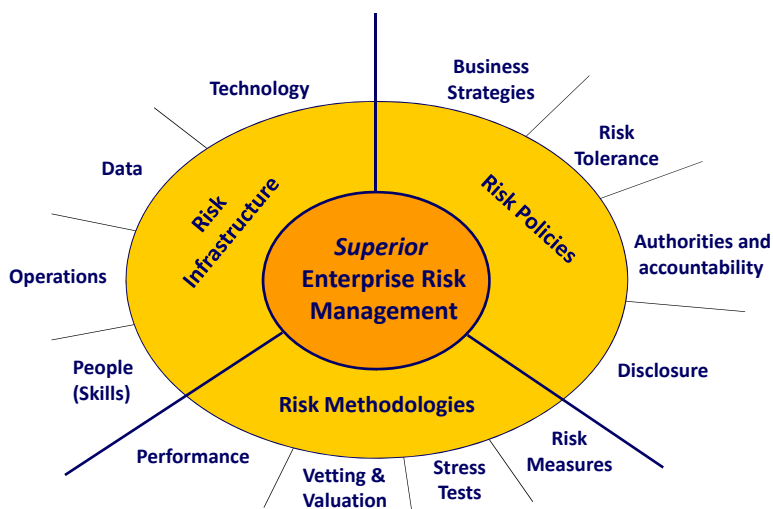 Technology
Business
Strategies
Risk
Tolerance
Data
Risk
Infrastructure
Risk Policies
Superior
Enterprise Risk
Management
Authorities and
accountability
Operations
People
(Skills)
Disclosure
Risk Methodologies
Performance
Vetting &
Valuation
Stress
Tests
Risk
Measures